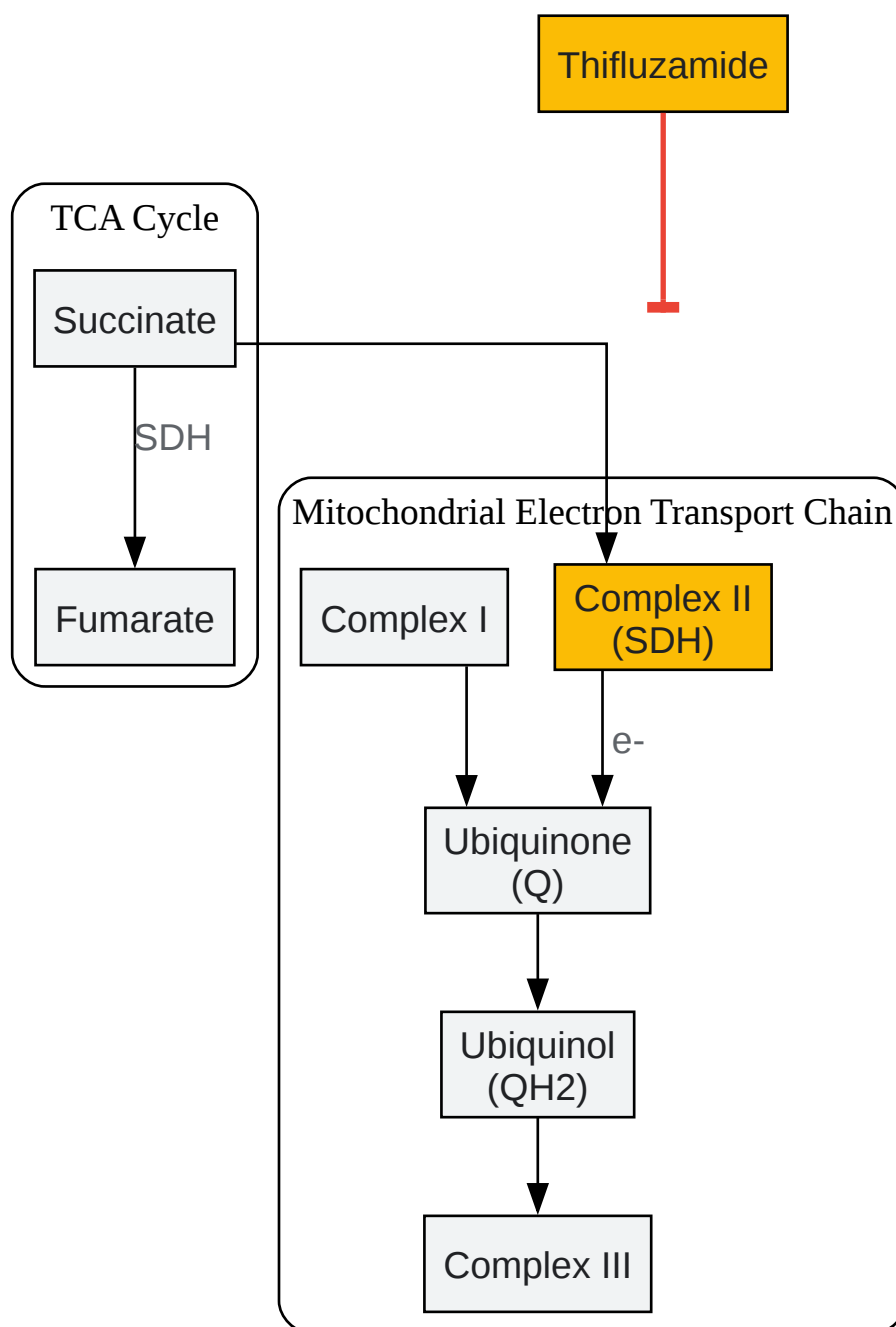 Thifluzamide
TCA Cycle
Succinate
SDH
Fumarate
Mitochondrial Electron Transport Chain
Complex I
Complex II
(SDH)
e-
Ubiquinone
(Q)
Ubiquinol
(QH2)
Complex III